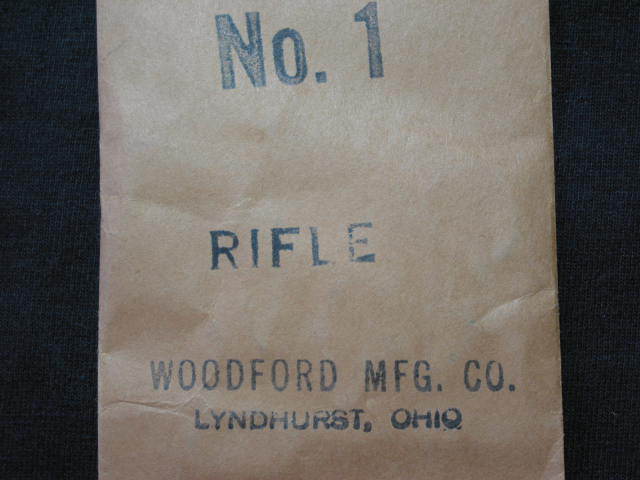 No. 1
RIFLE
WOODFORD MFG. CO.
LYNDHURST, OHIO